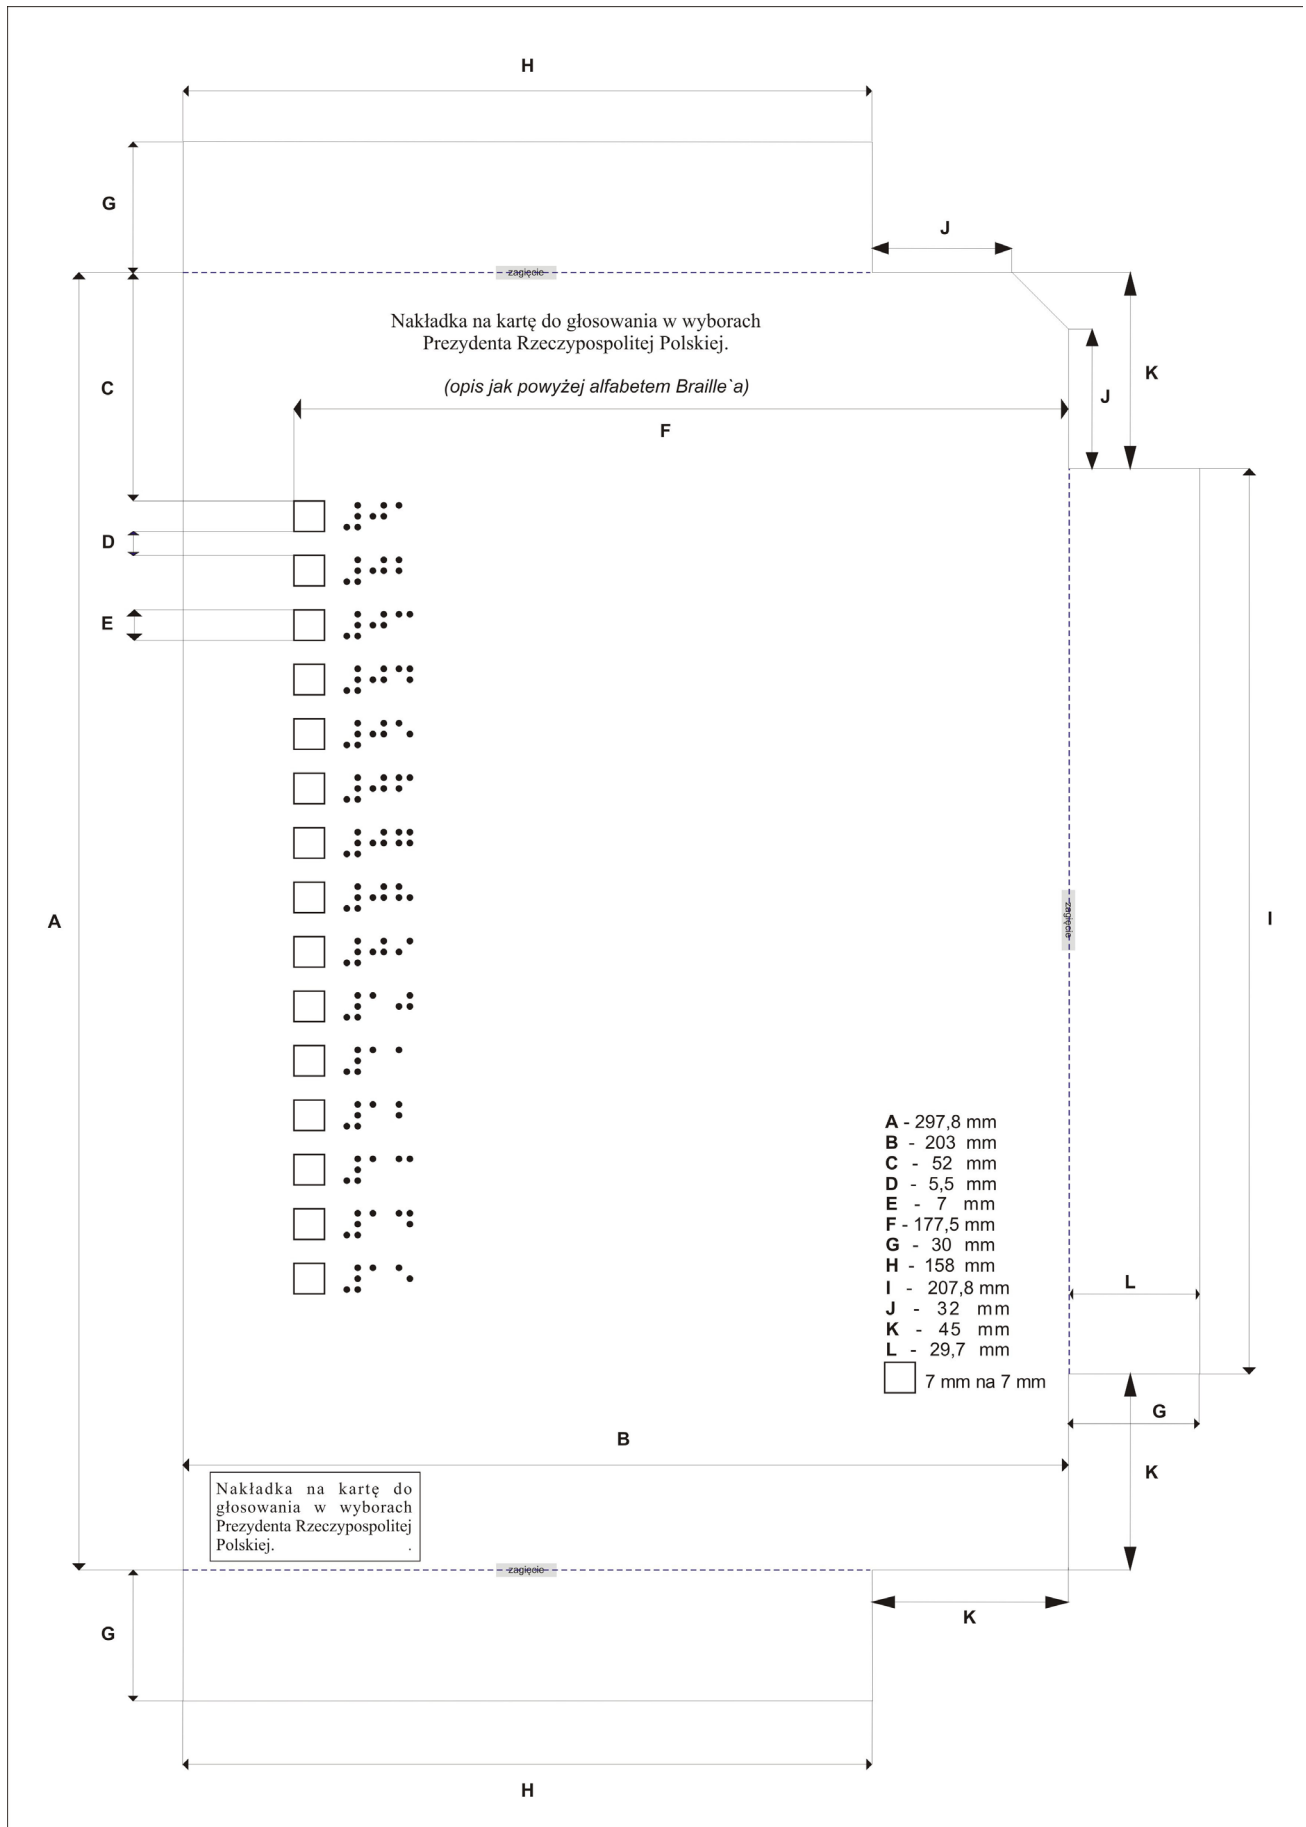 H
G
J
zagięcie
Nakładka na kartę do głosowania w wyborach
Prezydenta Rzeczypospolitej Polskiej.
K
C
(opis jak powyżej alfabetem Braille`a)
J
F
⠼⠚⠁
D
⠼⠚⠃
E
⠼⠚⠉
⠼⠚⠙
⠼⠚⠑
⠼⠚⠋
⠼⠚⠛
⠼⠚⠓
A
zagięcie
I
⠼⠚⠊
⠼⠁⠚
⠼⠁⠁
⠼⠁⠃
⠼⠁⠉
⠼⠁⠙
⠼⠁⠑
A - 297,8 mm
B - 203 mm
C - 52 mm
D - 5,5 mm
E - 7 mm
F - 177,5 mm
G - 30 mm
H - 158 mm
I - 207,8 mm
J - 32 mm
K - 45 mm
L - 29,7 mm
7 mm na 7 mm
L
G
B
K
Nakładka na kartę do
głosowania w wyborach
Prezydenta Rzeczypospolitej
Polskiej. .
zagięcie
K
G
H